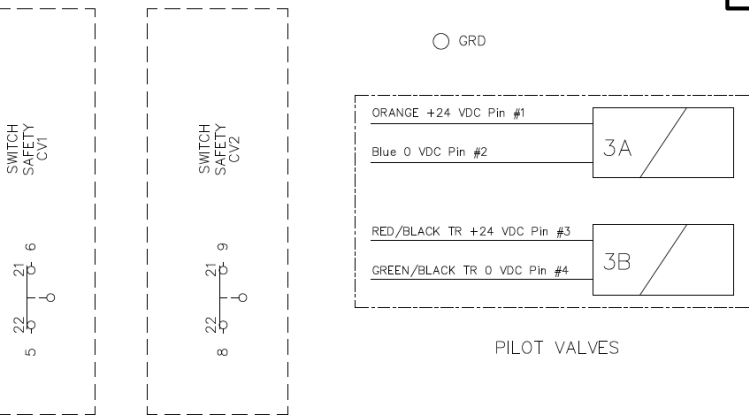 SWITCH
SAFETY
CV1
6
21
22
5
SWITCH
SAFETY
CV2
9
21
22
8
GRD
ORANGE +24 VDC Pin #1
Blue 0 VDC Pin #2
3A
RED/BLACK TR +24 VDC Pin #3
GREEN/BLACK TR 0 VDC Pin #4
3B
PILOT VALVES